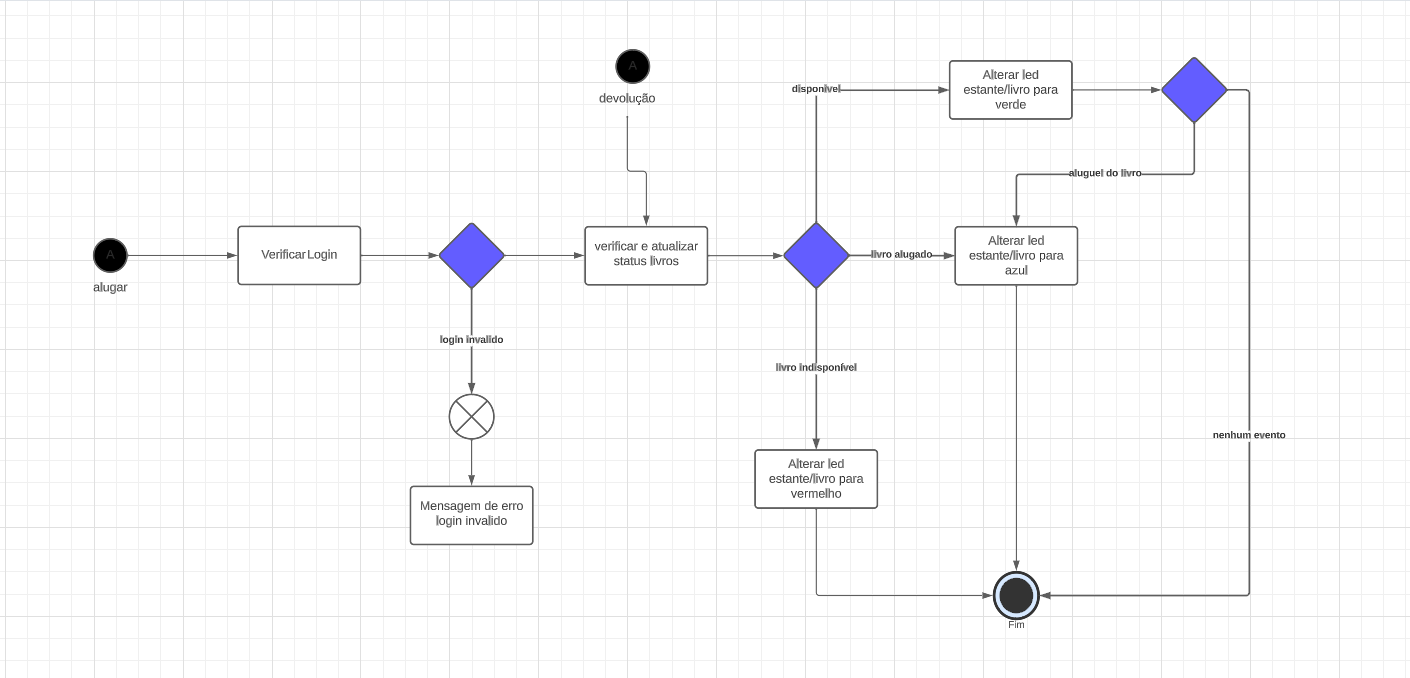 A
devolução
disponível
Alterar led
estante/livro para
verde
aluguel do livro
A
alugar
Verificar Login
verificar e atualizar
status livros
livro alugado
Alterar led
estante/livro para
azul
login invalido
livro indisponível
nenhum evento
Alterar led
estante/livro para
vermelho
Mensagem de erro
login invalido
Fim